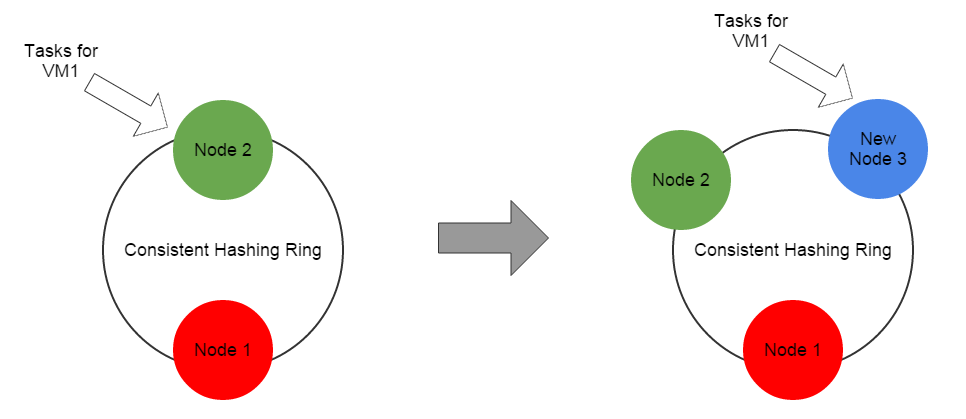 Tasks for
VM1
Node 2
Consistent Hashing Ring
Node 1
Tasks for
VM1
New
Node 3
Node 2
Consistent Hashing Ring
Node 1